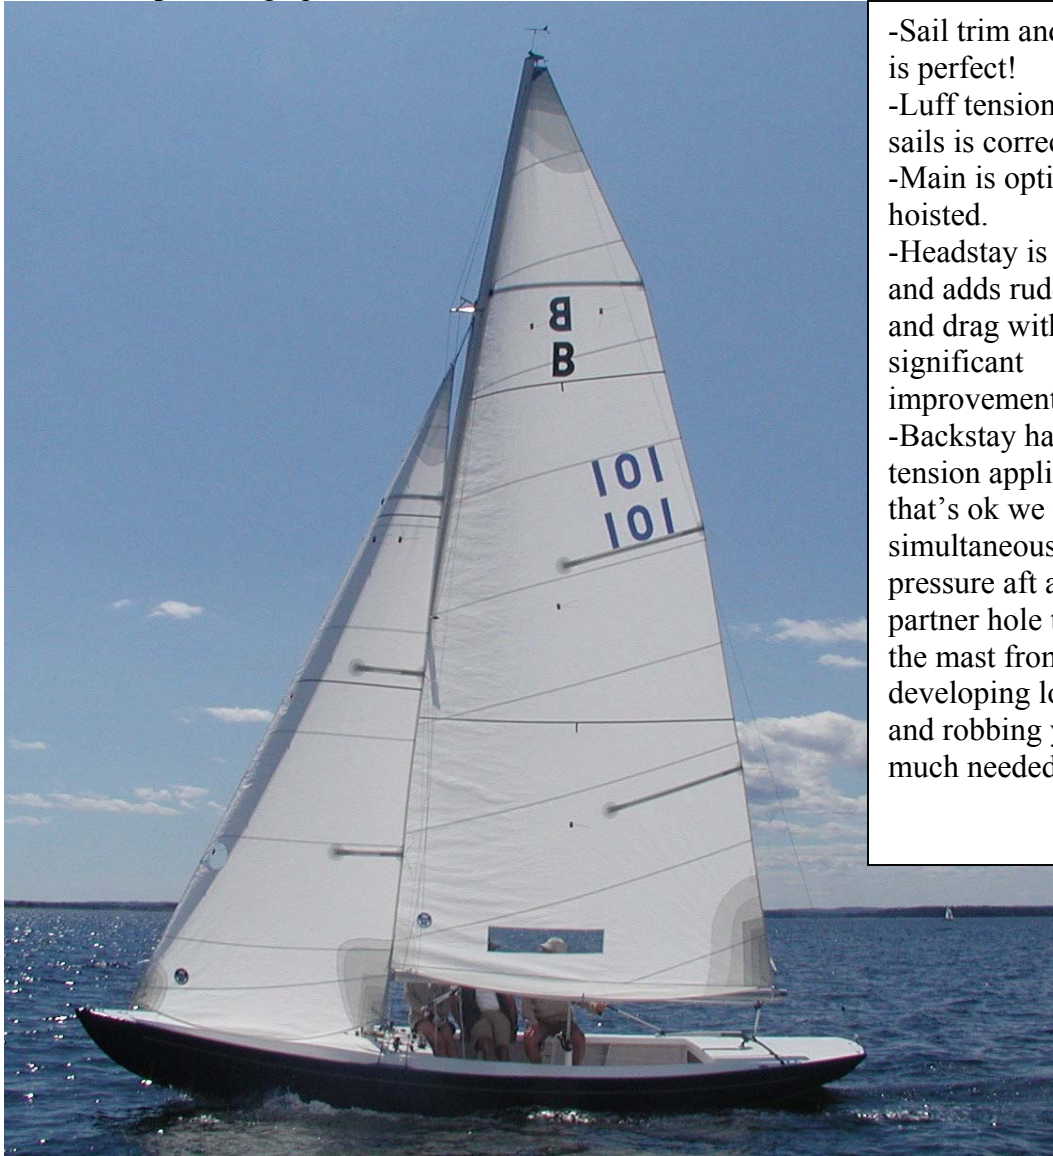 -Sail trim and
is perfect!
-Luff tension
sails is correc
-Main is opti
hoisted.
-Headstay is
and adds rud
and drag with
significant
improvement
-Backstay ha
tension appli
that's ok we
simultaneous
pressure aft a
partner hole t
the mast from
developing lo
and robbing y
much needed
B
B
101
101